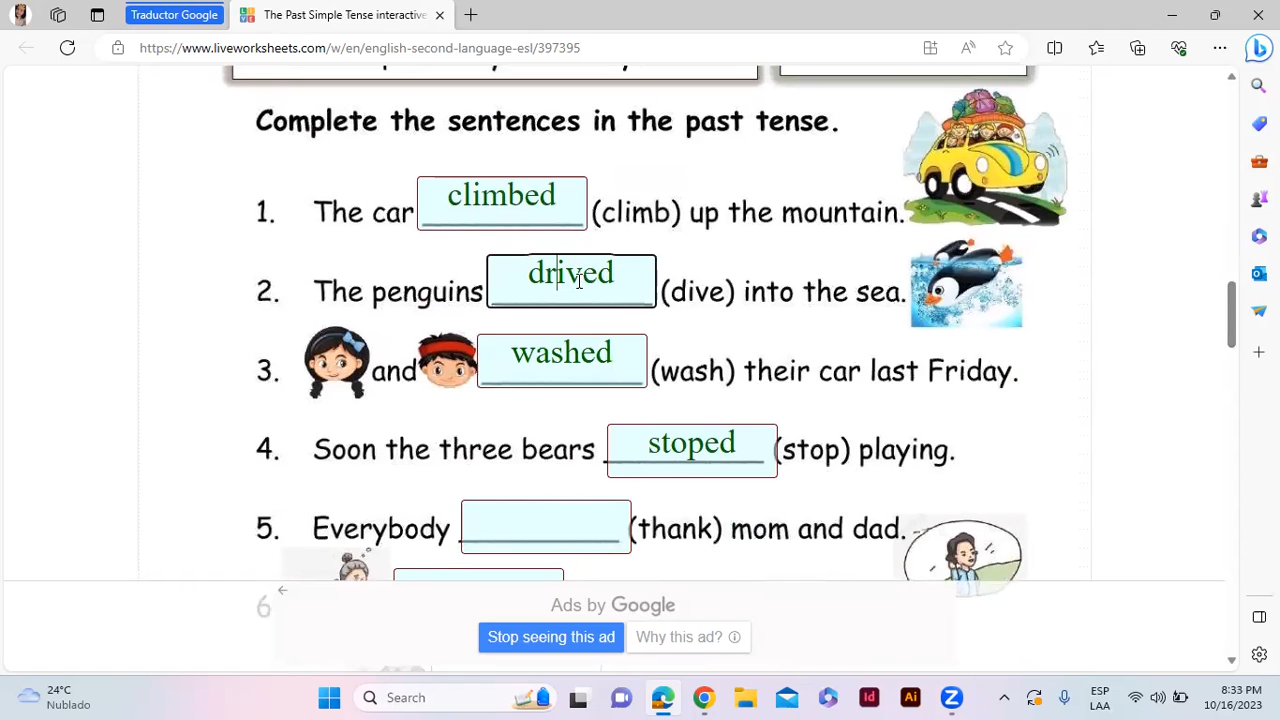 Traductor Google
The Past Simple Tense interactive
https://www.liveworksheets.com/w/en/english-second-language-esl/397395
Complete the sentences in the past tense.
1. The car climbed (climb) up the mountain.
2. The penguins drived (dive) into the sea.
3. and washed (wash) their car last Friday.
4. Soon the three bears stoped (stop) playing.
5. Everybody (thank) mom and dad.
6
Ads by Google
Stop seeing this ad Why this ad?
24°C
Nublado
Search
Id
Ai
ESP
LAA
8:33 PM
10/16/2023